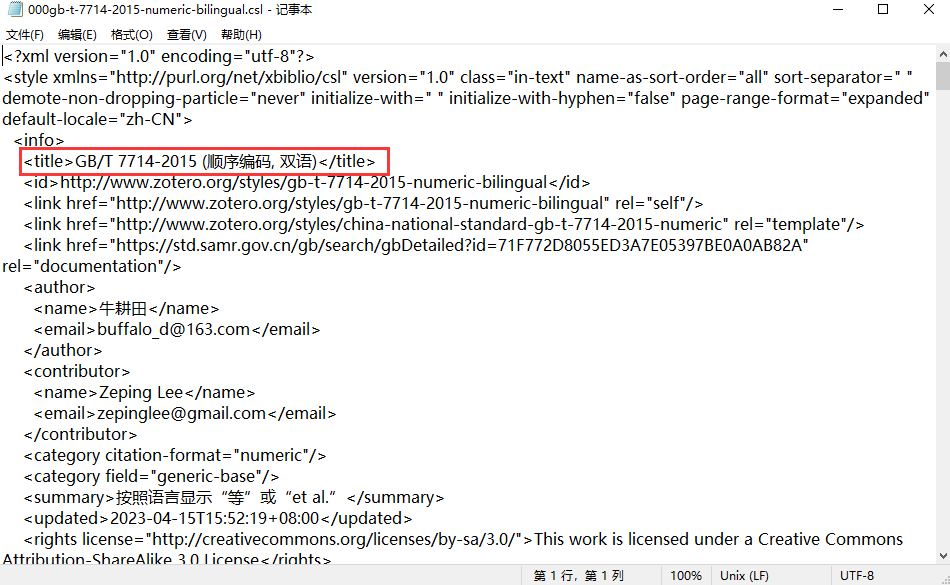 000gb-t-7714-2015-numeric-bilingual.csl - 记事本
文件(F) 编辑(E) 格式(O) 查看(V) 帮助(H)
<?xml version="1.0" encoding="utf-8"?>
<style xmlns="http://purl.org/net/xbiblio/csl" version="1.0" class="in-text" name-as-sort-order="all" sort-separator=" "
demote-non-dropping-particle="never" initialize-with=" " initialize-with-hyphen="false" page-range-format="expanded"
default-locale="zh-CN">
<info>
<title>GB/T 7714-2015 (顺序编码, 双语)</title>
<id>http://www.zotero.org/styles/gb-t-7714-2015-numeric-bilingual</id>
<link href="http://www.zotero.org/styles/gb-t-7714-2015-numeric-bilingual" rel="self"/>
<link href="http://www.zotero.org/styles/china-national-standard-gb-t-7714-2015-numeric" rel="template"/>
<link href="https://std.samr.gov.cn/gb/search/gbDetailed?id=71F772D8055ED3A7E05397BE0A0AB82A"
rel="documentation"/>
<author>
<name>牛耕田</name>
<email>buffalo_d@163.com</email>
</author>
<contributor>
<name>Zeping Lee</name>
<email>zepinglee@gmail.com</email>
</contributor>
<category citation-format="numeric"/>
<category field="generic-base"/>
<summary>按照语言显示“等”或“et al.”</summary>
<updated>2023-04-15T15:52:19+08:00</updated>
<rights license="http://creativecommons.org/licenses/by-sa/3.0/">This work is licensed under a Creative Commons
Attribution-ShareAlike 3.0 License</rights>
第 1 行，第 1 列 100% Unix (LF) UTF-8